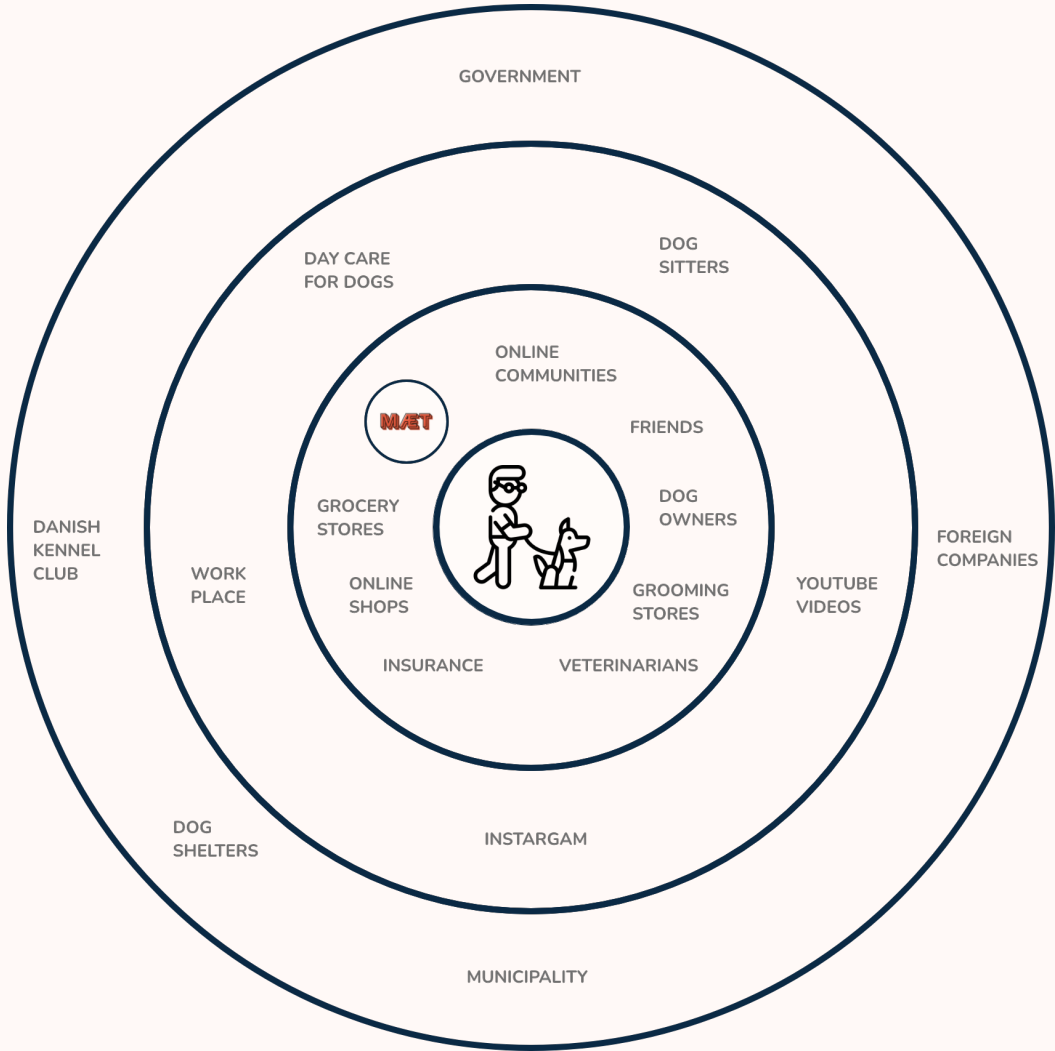 GOVERNMENT
DOG
SITTERS
DAY CARE
FOR DOGS
ONLINE
COMMUNITIES
MÆT
FRIENDS
DOG
OWNERS
GROCERY
STORES
DANISH
KENNEL
CLUB
FOREIGN
COMPANIES
WORK
PLACE
ONLINE
SHOPS
GROOMING
STORES
YOUTUBE
VIDEOS
INSURANCE
VETERINARIANS
DOG
SHELTERS
INSTARGAM
MUNICIPALITY